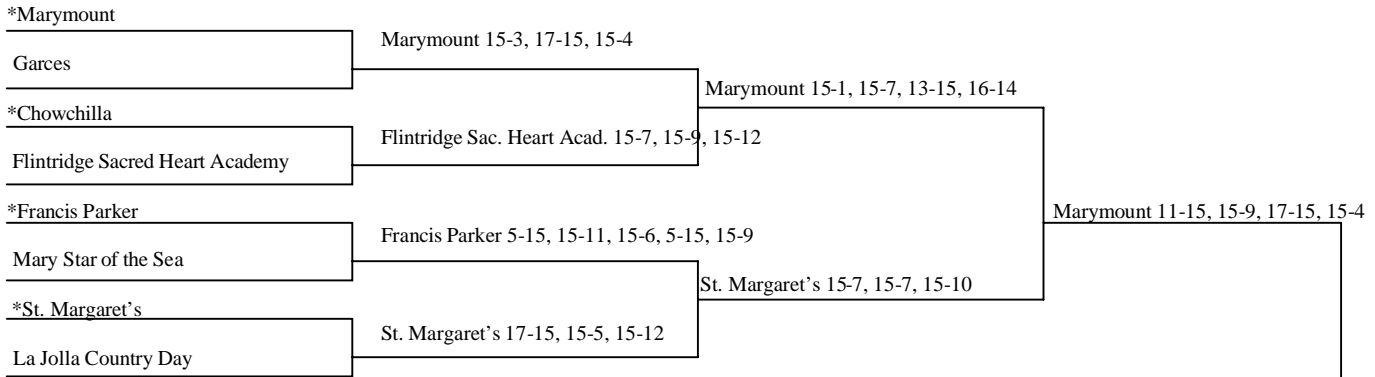 *Marymount
Marymount 15-3, 17-15, 15-4
Garces
Marymount 15-1, 15-7, 13-15, 16-14
*Chowchilla
Flintridge Sac. Heart Acad. 15-7, 15-9, 15-12
Flintridge Sacred Heart Academy
*Francis Parker
Marymount 11-15, 15-9, 17-15, 15-4
Francis Parker 5-15, 15-11, 15-6, 5-15, 15-9
Mary Star of the Sea
St. Margaret’s 15-7, 15-7, 15-10
*St. Margaret’s
St. Margaret’s 17-15, 15-5, 15-12
La Jolla Country Day